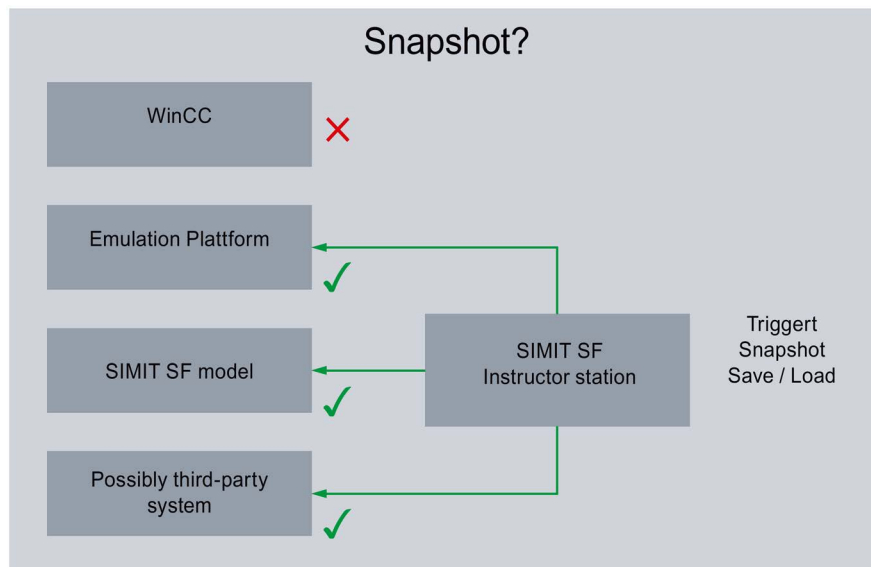 Snapshot?
WinCC
Emulation Plattform
SIMIT SF model
Possibly third-party
system
SIMIT SF
Instructor station
Triggert
Snapshot
Save / Load